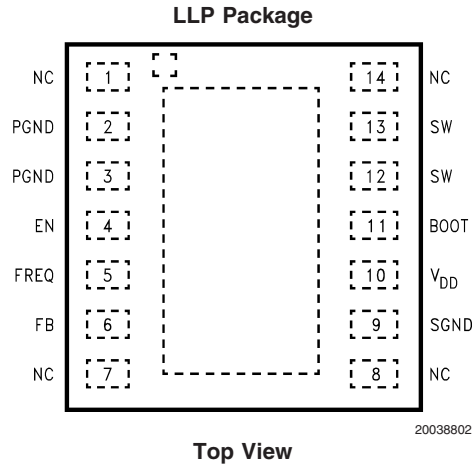 LLP Package
NC 1 14 NC
PGND 2 13 SW
PGND 3 12 SW
EN 4 11 BOOT
FREQ 5 10 VDD
FB 6 9 SGND
NC 7 8 NC
20038802
Top View